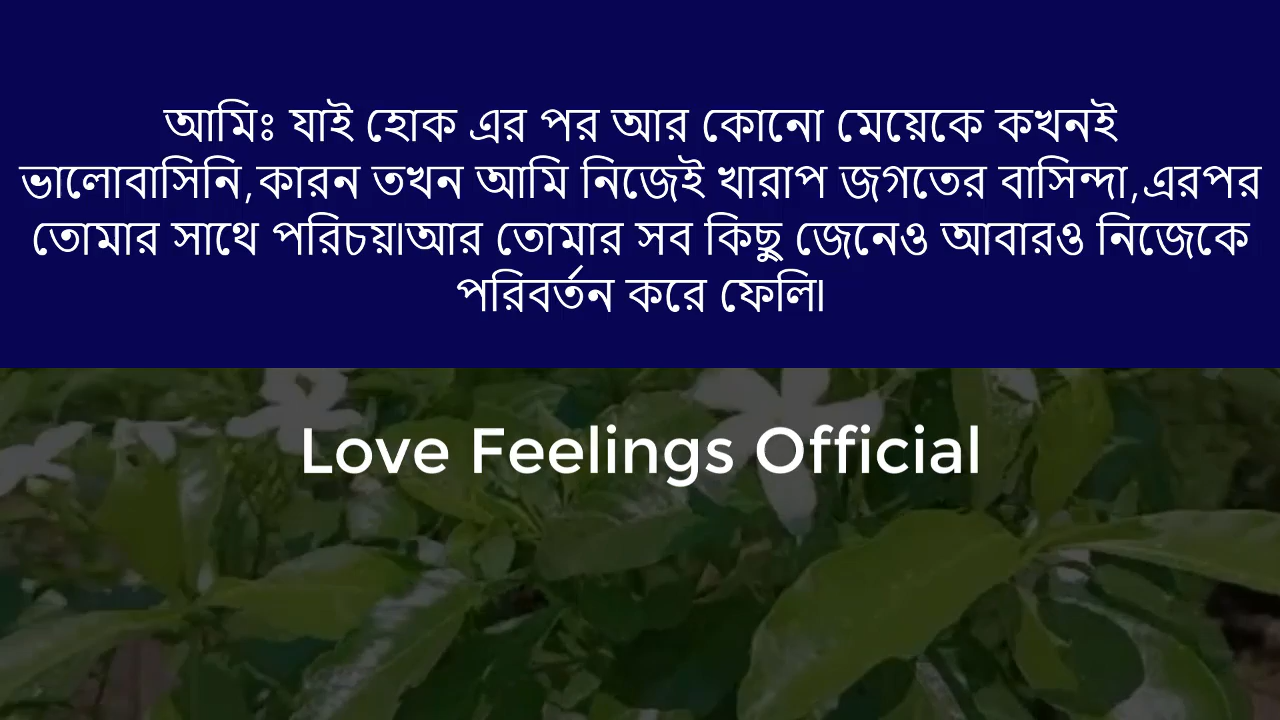 আমিঃ যাই হোক এর পর আর কোনো মেয়েকে কখনই
ভালোবাসিনি,কারন তখন আমি নিজেই খারাপ জগতের বাসিন্দা,এরপর
তোমার সাথে পরিচয়।আর তোমার সব কিছু জেনেও আবারও নিজেকে
পরিবর্তন করে ফেলি।
Love Feelings Official